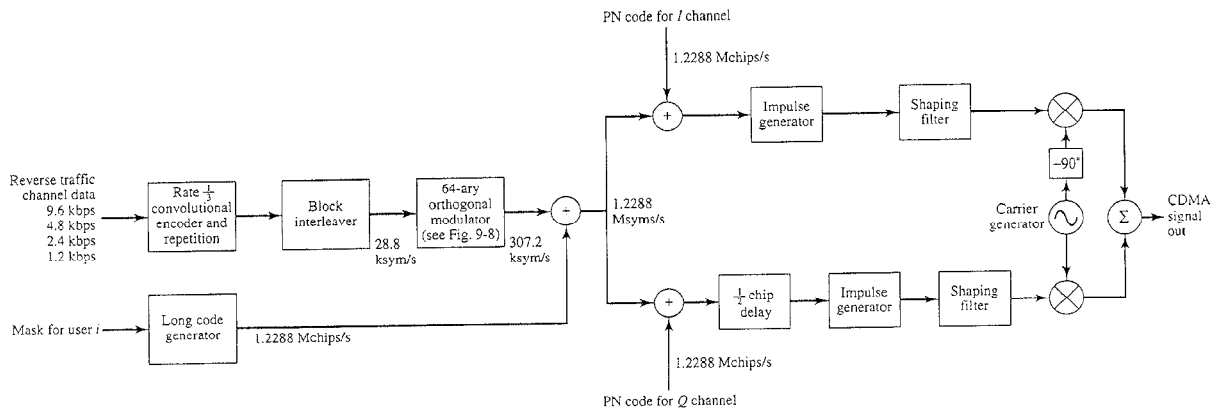 PN code for I channel
1.2288 Mchips/s
+
Impulse
generator
Shaping
filter
−90°
Reverse traffic
channel data
9.6 kbps
4.8 kbps
2.4 kbps
1.2 kbps
Rate 1/3
convolutional
encoder and
repetition
Block
interleaver
28.8
ksym/s
64-ary
orthogonal
modulator
(see Fig. 9-8)
307.2
ksym/s
+
1.2288
Msyms/s
Carrier
generator
Σ
CDMA
signal
out
Mask for user i
Long code
generator
1.2288 Mchips/s
+
1/2 chip
delay
Impulse
generator
Shaping
filter
1.2288 Mchips/s
PN code for Q channel